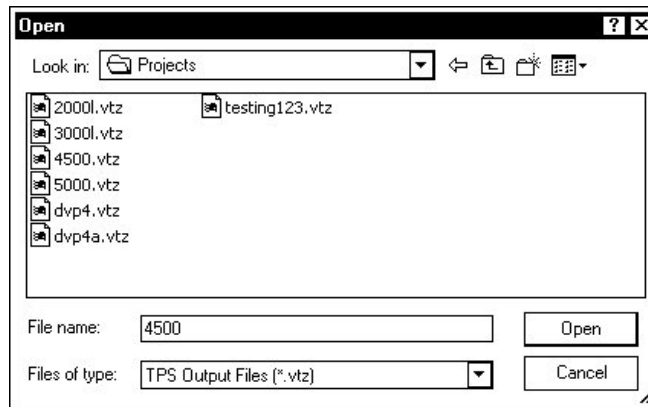 Open
Look in: Projects
2000l.vtz
3000l.vtz
4500.vtz
5000.vtz
dvp4.vtz
dvp4a.vtz
testing123.vtz
File name: 4500
Open
Files of type: TPS Output Files (*.vtz)
Cancel